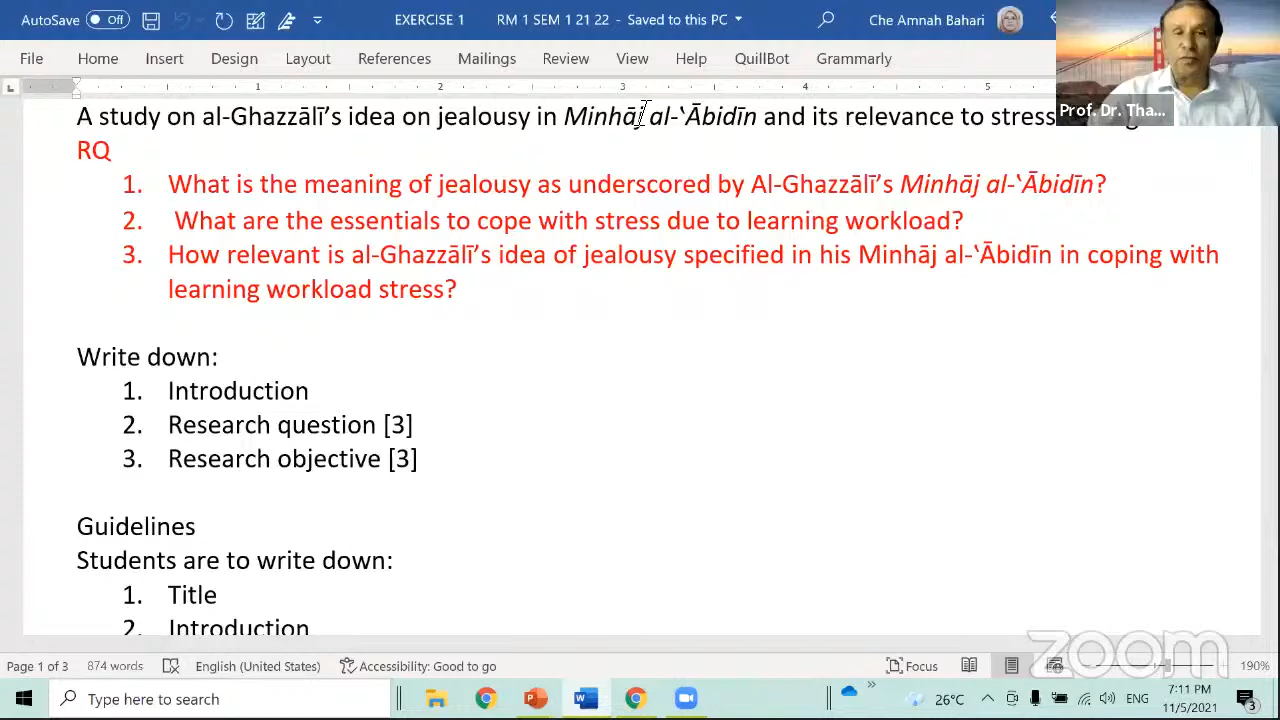 AutoSave Off EXERCISE 1 RM 1 SEM 1 21 22 - Saved to this PC Che Amnah Bahari
File Home Insert Design Layout References Mailings Review View Help QuillBot Grammarly
Prof. Dr. Tha...
1 2 3 4 5
A study on al-Ghazzālī’s idea on jealousy in Minhāj al-‘Ābidīn and its relevance to stress
RQ
1. What is the meaning of jealousy as underscored by Al-Ghazzālī’s Minhāj al-‘Ābidīn?
2. What are the essentials to cope with stress due to learning workload?
3. How relevant is al-Ghazzālī’s idea of jealousy specified in his Minhāj al-‘Ābidīn in coping with
learning workload stress?
Write down:
1. Introduction
2. Research question [3]
3. Research objective [3]
Guidelines
Students are to write down:
1. Title
2. Introduction
zoom
Page 1 of 3 874 words English (United States) Accessibility: Good to go Focus 190%
Type here to search 26°C ENG 7:11 PM
11/5/2021 3